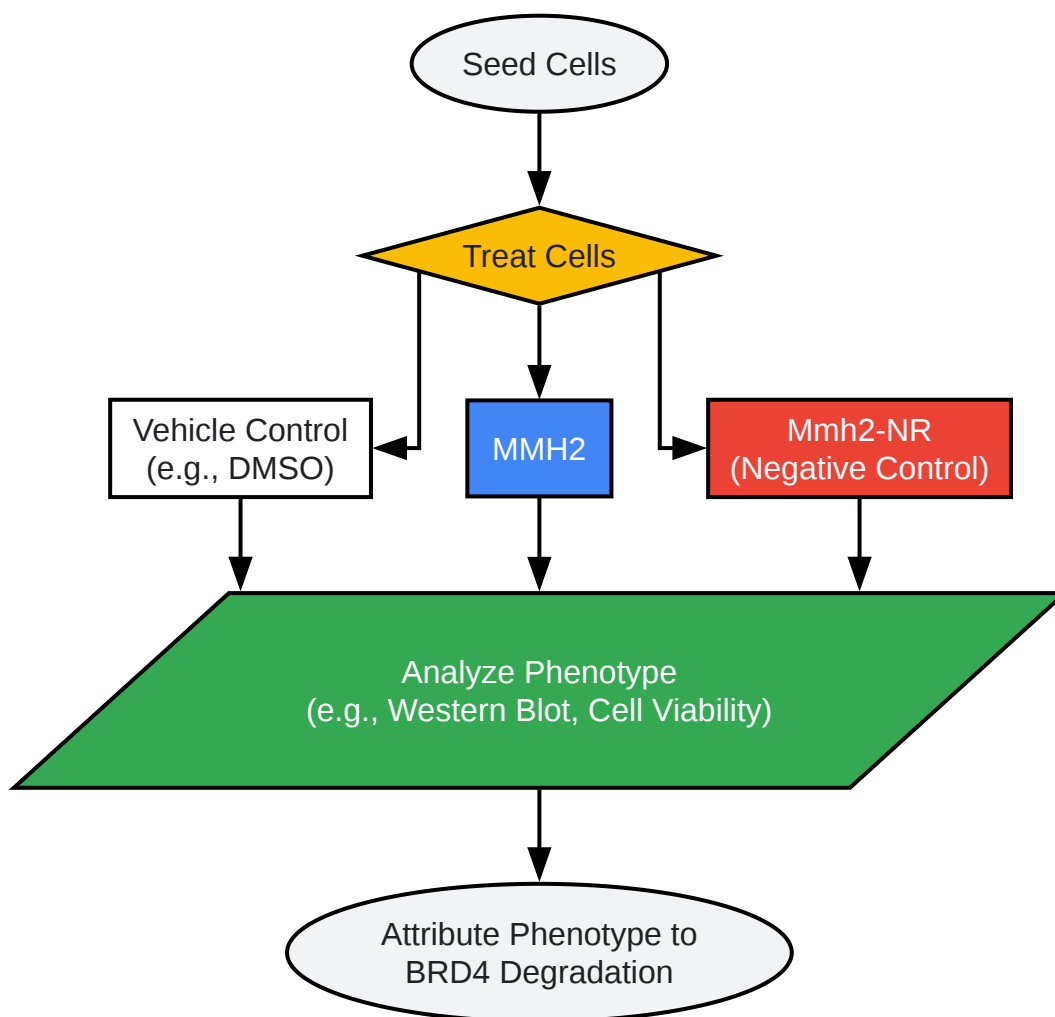 Seed Cells
Treat Cells
Vehicle Control
(e.g., DMSO)
MMH2
Mmh2-NR
(Negative Control)
Analyze Phenotype
(e.g., Western Blot, Cell Viability)
Attribute Phenotype to
BRD4 Degradation